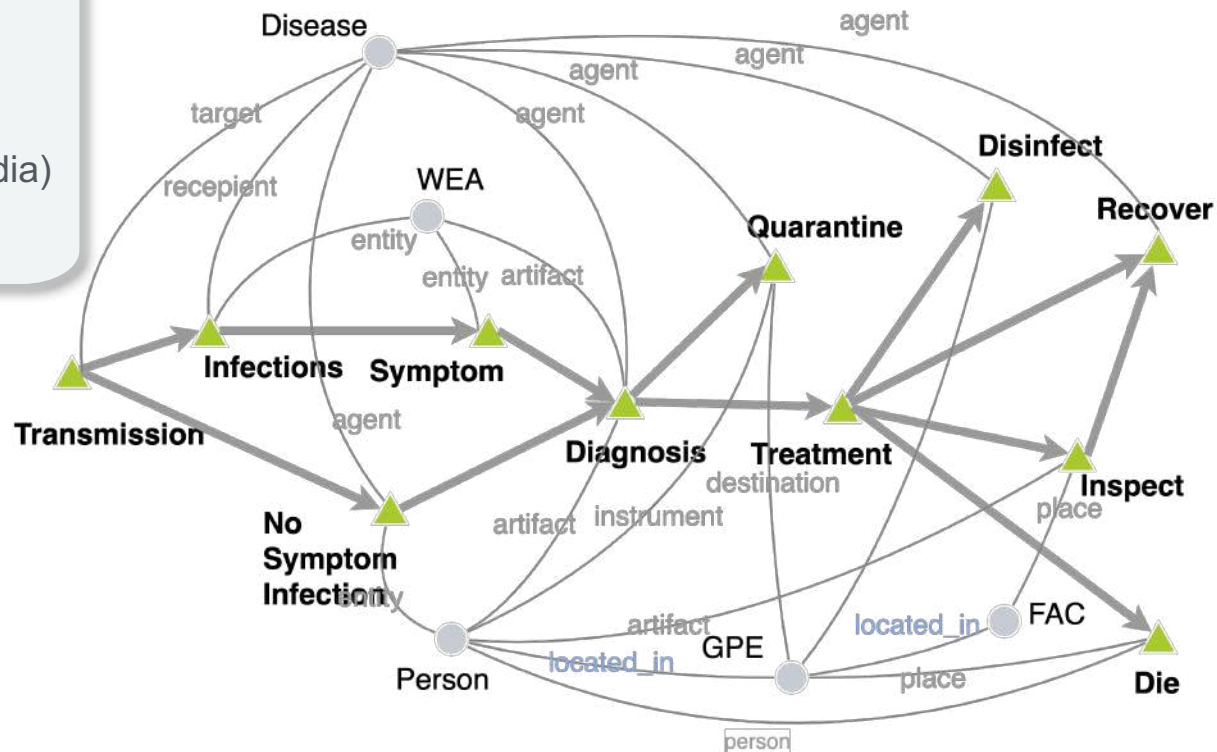 agent
Disease
agent
agent
target
agent
Disinfect
dia)
WEA
recepient
Recover
Quarantine
entity
entity
artifact
Infections
Symptom
agent
Transmission
Diagnosis
Treatment
destination
Inspect
No
Symptom
Infection
artifact
instrument
place
entity
artifact
located_in
FAC
GPE
located_in
Person
place
Die
person